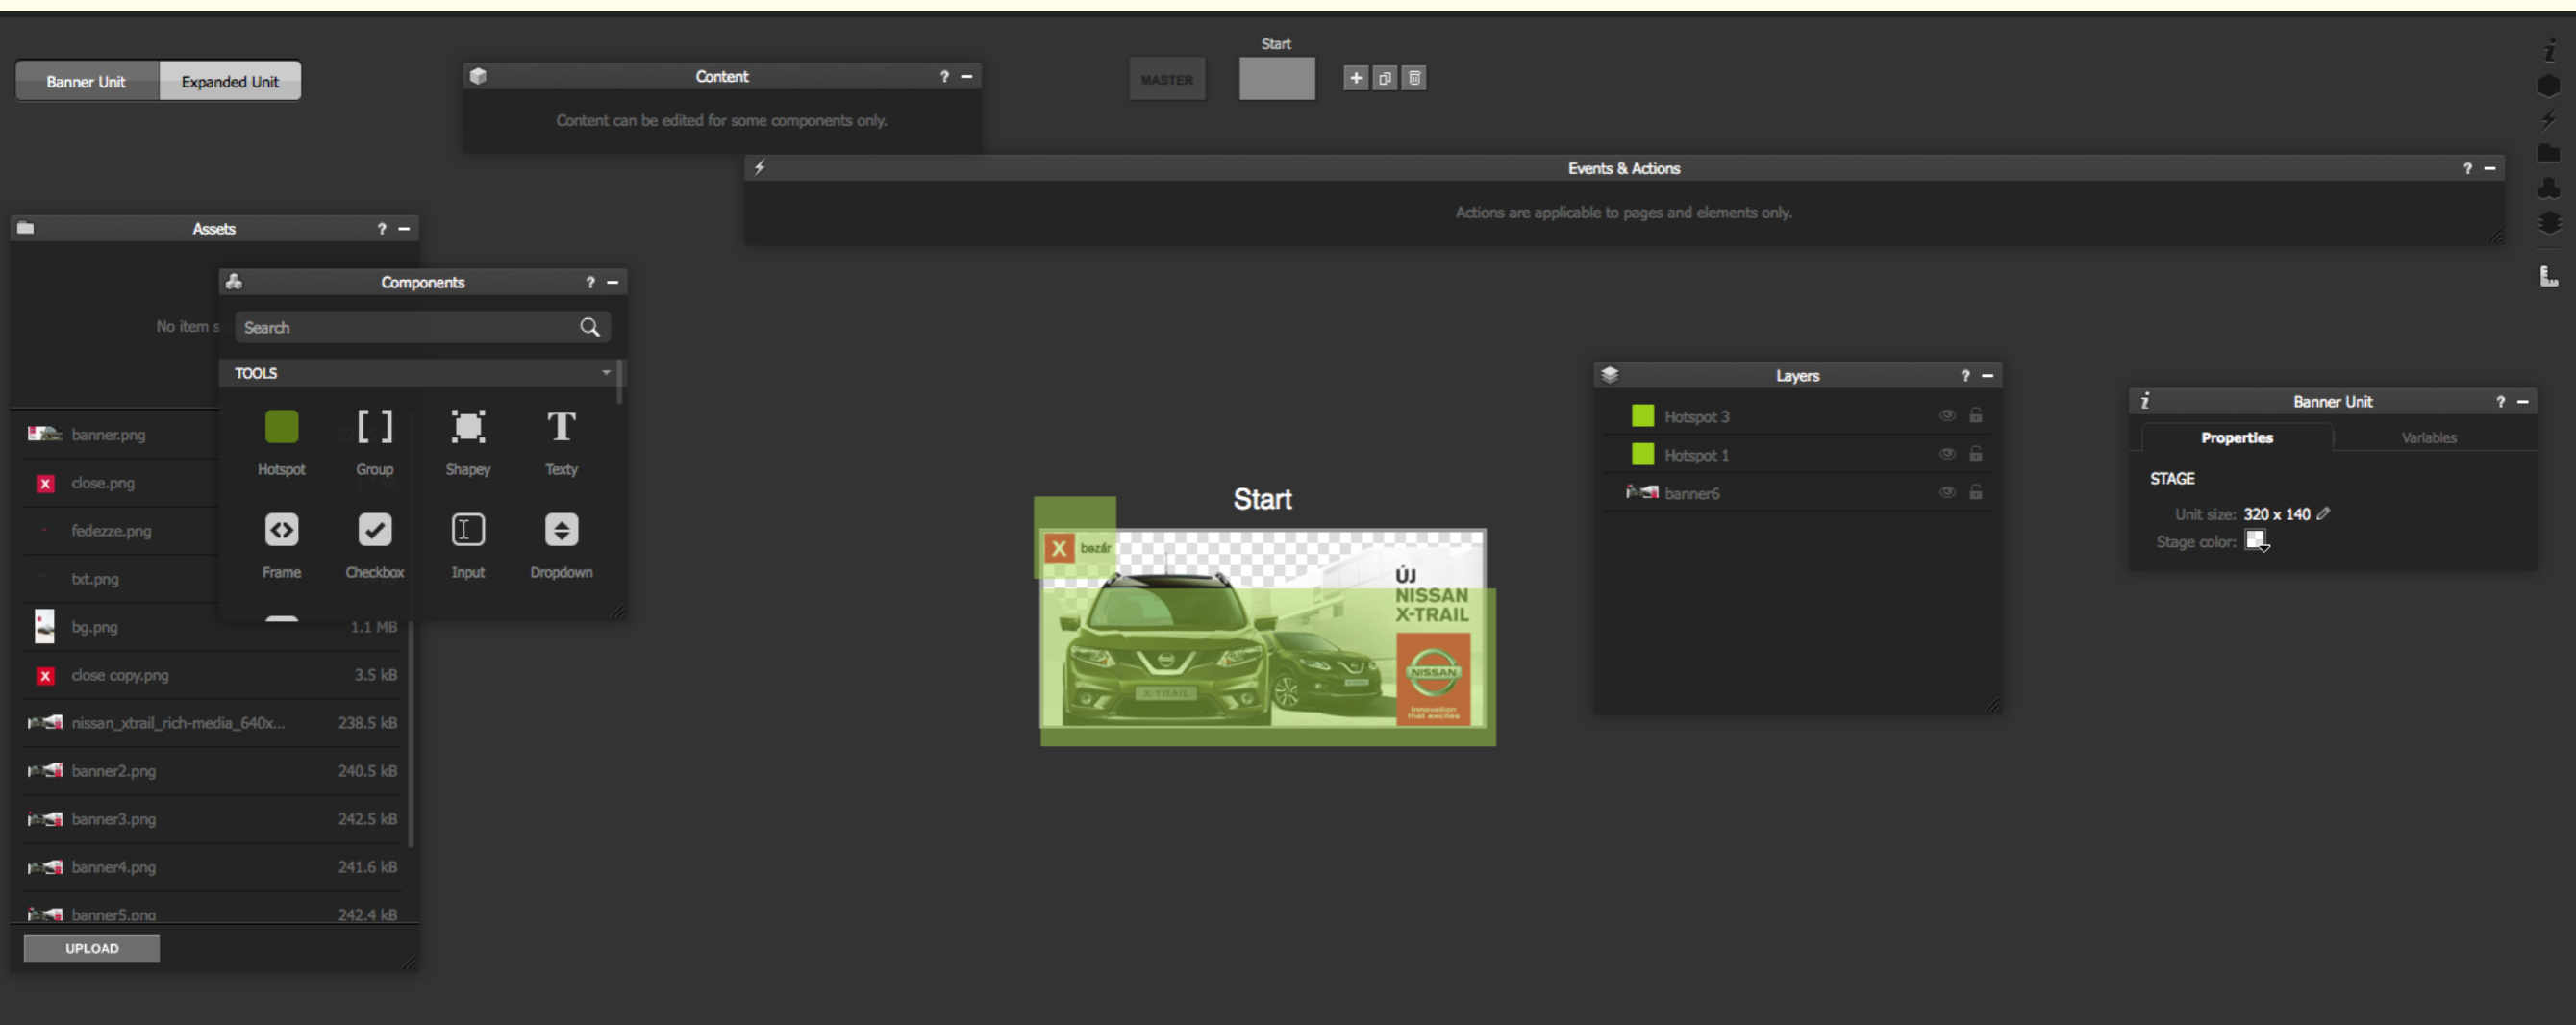 Start
Banner Unit
Expanded Unit
Content
?
MASTER
Content can be edited for some components only.
Events & Actions
?
Actions are applicable to pages and elements only.
Assets
?
No item s
banner.png
close.png
fedezze.png
txt.png
bg.png
1.1 MB
close copy.png
3.5 kB
nissan_xtrail_rich-media_640x...
238.5 kB
banner2.png
240.5 kB
banner3.png
242.5 kB
banner4.png
241.6 kB
banner5.png
242.4 kB
UPLOAD
Components
?
Search
TOOLS
Hotspot
Group
Shapey
Texty
Frame
Checkbox
Input
Dropdown
Start
X bezár
ÚJ
NISSAN
X-TRAIL
X-TRAIL
NISSAN
Innovation
that excites
Layers
?
Hotspot 3
Hotspot 1
banner6
Banner Unit
?
Properties
Variables
STAGE
Unit size: 320 x 140
Stage color: